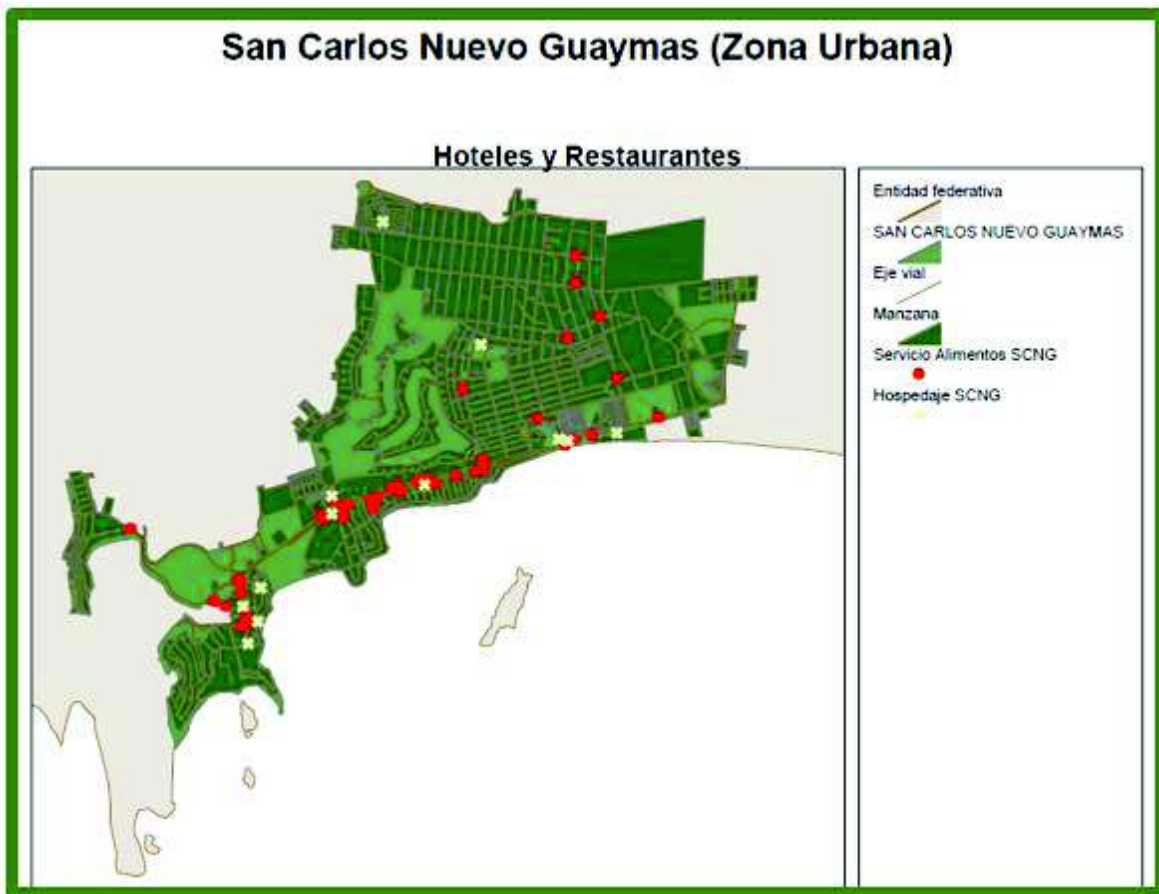 San Carlos Nuevo Guaymas (Zona Urbana)
Hoteles y Restaurantes
Entidad federativa
SAN CARLOS NUEVO GUAYMAS
Eje vial
Manzana
Servicio Alimentos SCNG
Hospedaje SCNG